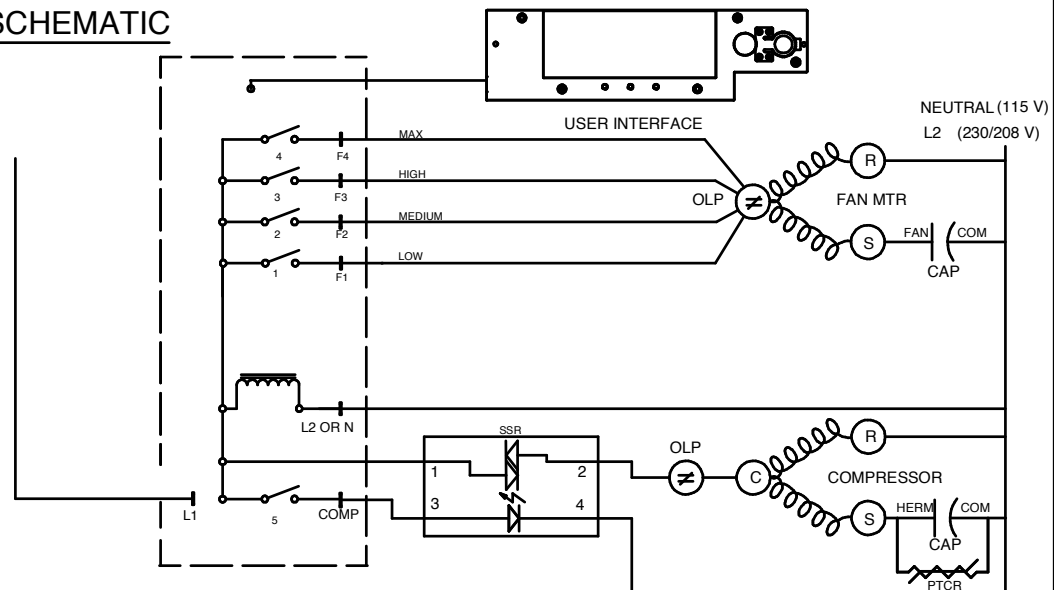 SCHEMATIC
NEUTRAL (115 V)
L2 (230/208 V)
USER INTERFACE
MAX
4
F4
HIGH
3
F3
MEDIUM
2
F2
LOW
1
F1
OLP
≠
R
FAN MTR
S
FAN
COM
CAP
L2 OR N
SSR
1
2
3
4
OLP
≠
C
R
COMPRESSOR
S
HERM
COM
CAP
PTCR
L1
5
COMP